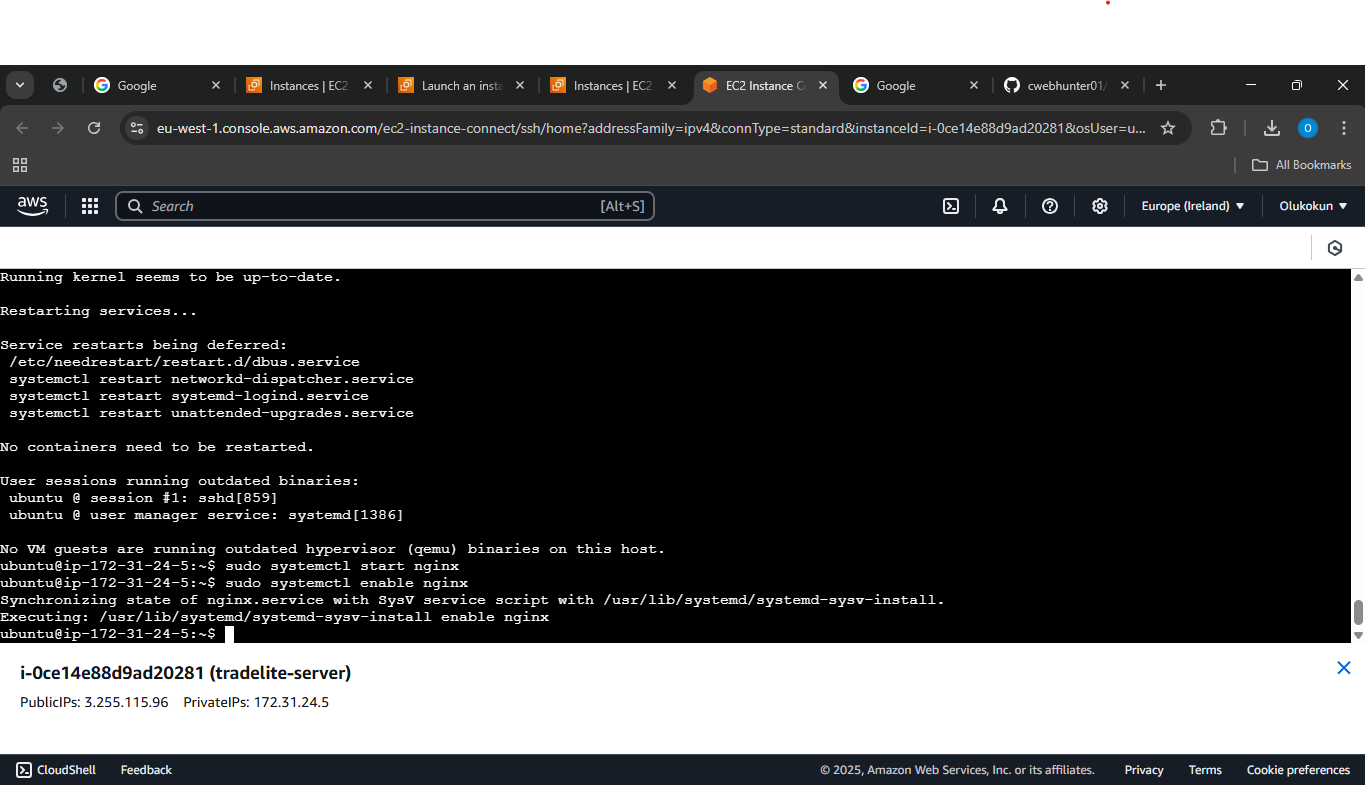 Google
Instances | EC2
Launch an insta
Instances | EC2
EC2 Instance Co
Google
cwebhunter01/
eu-west-1.console.aws.amazon.com/ec2-instance-connect/ssh/home?addressFamily=ipv4&connType=standard&instanceId=i-0ce14e88d9ad20281&osUser=u...
O
All Bookmarks
aws
Search
[Alt+S]
Europe (Ireland)
Olukokun
Running kernel seems to be up-to-date.
Restarting services...
Service restarts being deferred:
/etc/needrestart/restart.d/dbus.service
systemctl restart networkd-dispatcher.service
systemctl restart systemd-logind.service
systemctl restart unattended-upgrades.service
No containers need to be restarted.
User sessions running outdated binaries:
ubuntu @ session #1: sshd[859]
ubuntu @ user manager service: systemd[1386]
No VM guests are running outdated hypervisor (qemu) binaries on this host.
ubuntu@ip-172-31-24-5:~$ sudo systemctl start nginx
ubuntu@ip-172-31-24-5:~$ sudo systemctl enable nginx
Synchronizing state of nginx.service with SysV service script with /usr/lib/systemd/systemd-sysv-install.
Executing: /usr/lib/systemd/systemd-sysv-install enable nginx
ubuntu@ip-172-31-24-5:~$
i-0ce14e88d9ad20281 (tradelite-server)
PublicIPs: 3.255.115.96 PrivateIPs: 172.31.24.5
CloudShell
Feedback
© 2025, Amazon Web Services, Inc. or its affiliates.
Privacy
Terms
Cookie preferences